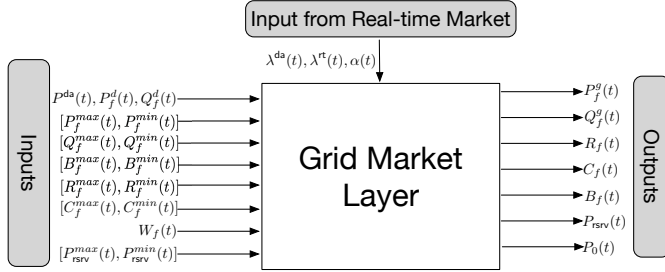 Input from Real-time Market
λ^da(t), λ^rt(t), α(t)
Inputs
P^da(t), P_f^d(t), Q_f^d(t)
[P_f^max(t), P_f^min(t)]
[Q_f^max(t), Q_f^min(t)]
[B_f^max(t), B_f^min(t)]
[R_f^max(t), R_f^min(t)]
[C_f^max(t), C_f^min(t)]
W_f(t)
[P_rsrv^max(t), P_rsrv^min(t)]
Grid Market
Layer
P_f^g(t)
Q_f^g(t)
R_f(t)
C_f(t)
B_f(t)
P_rsrv(t)
P_0(t)
Outputs